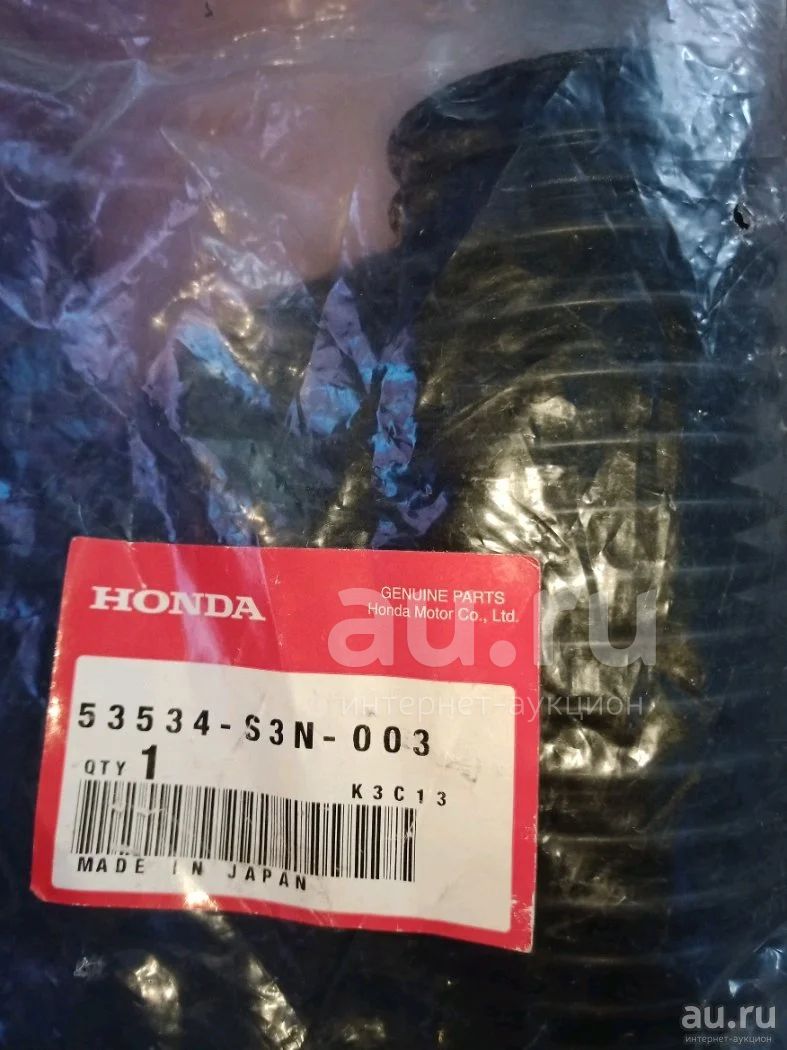 HONDA
GENUINE PARTS
Honda Motor Co., Ltd.
au.ru
интернет-аукцион
53534-S3N-003
QTY 1
K3C13
MADE IN JAPAN
au.ru
интернет-аукцион